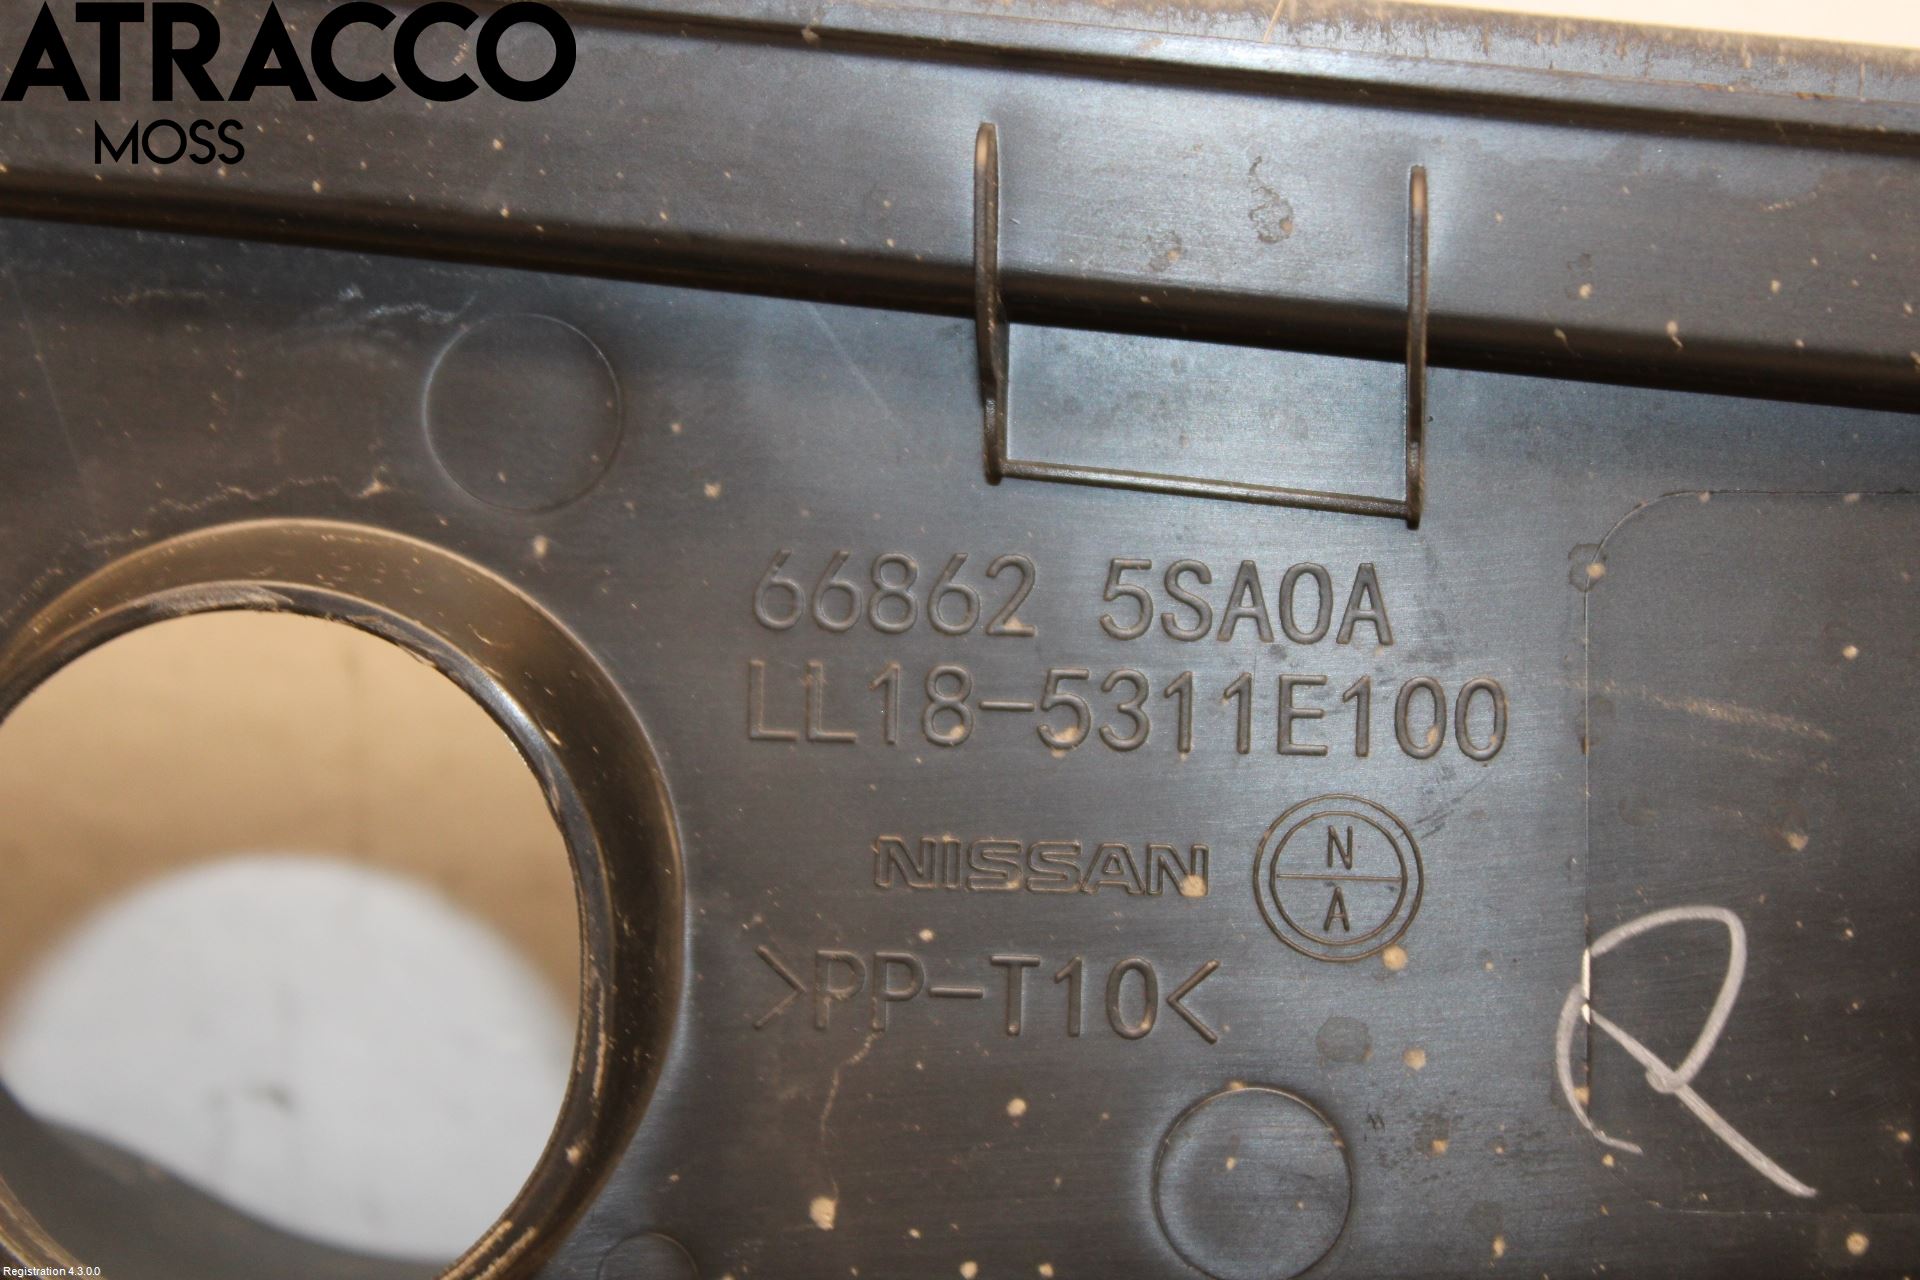 ATRACCO
MOSS
66862 5SA0A
LL18-5311E100
NISSAN
N
A
>PP-T10<
R
Registration 4.3.0.0